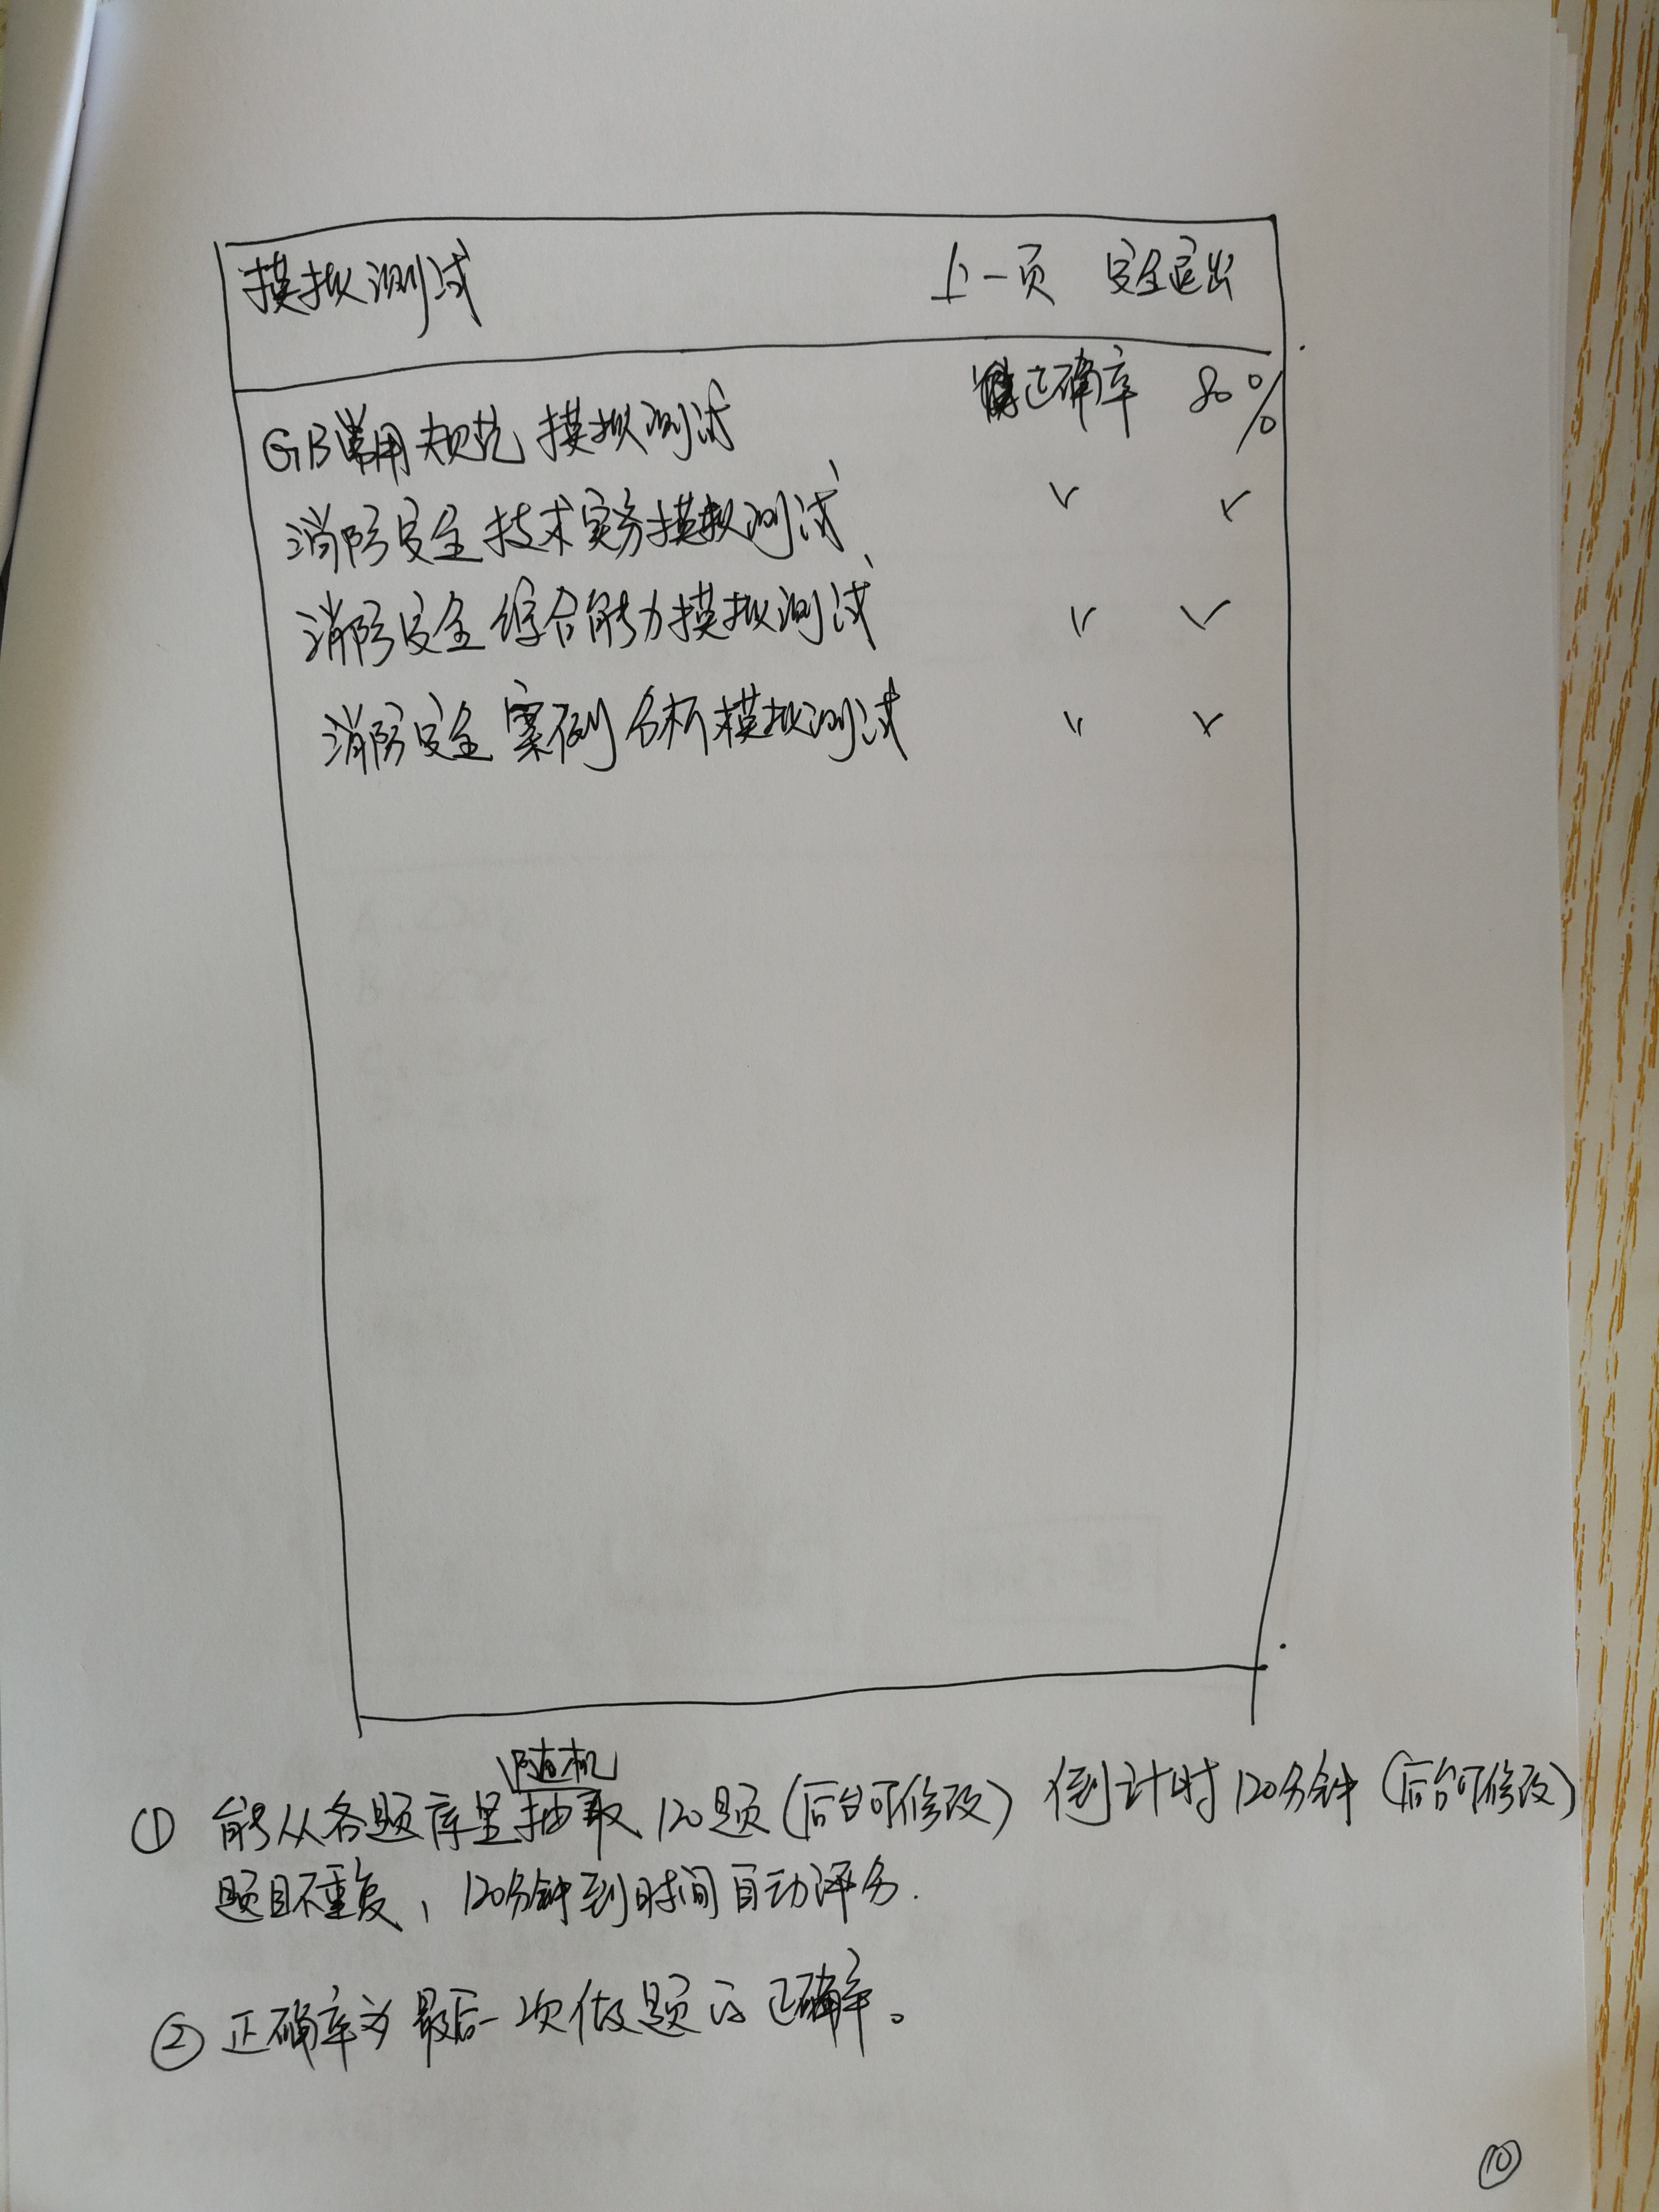 模拟测试 上一页 安全退出
GB常用规范模拟测试 正确率 80%
消防安全技术实务模拟测试 〃 〃
消防安全综合能力模拟测试 〃 〃
消防安全案例分析模拟测试 〃 〃
随机
① 能从各题库里抽取120题(后台可修改) 倒计时120分钟(后台可修改)
题目不重复,120分钟到时间自动评分.
② 正确率为最后一次做题的正确率。
⑩